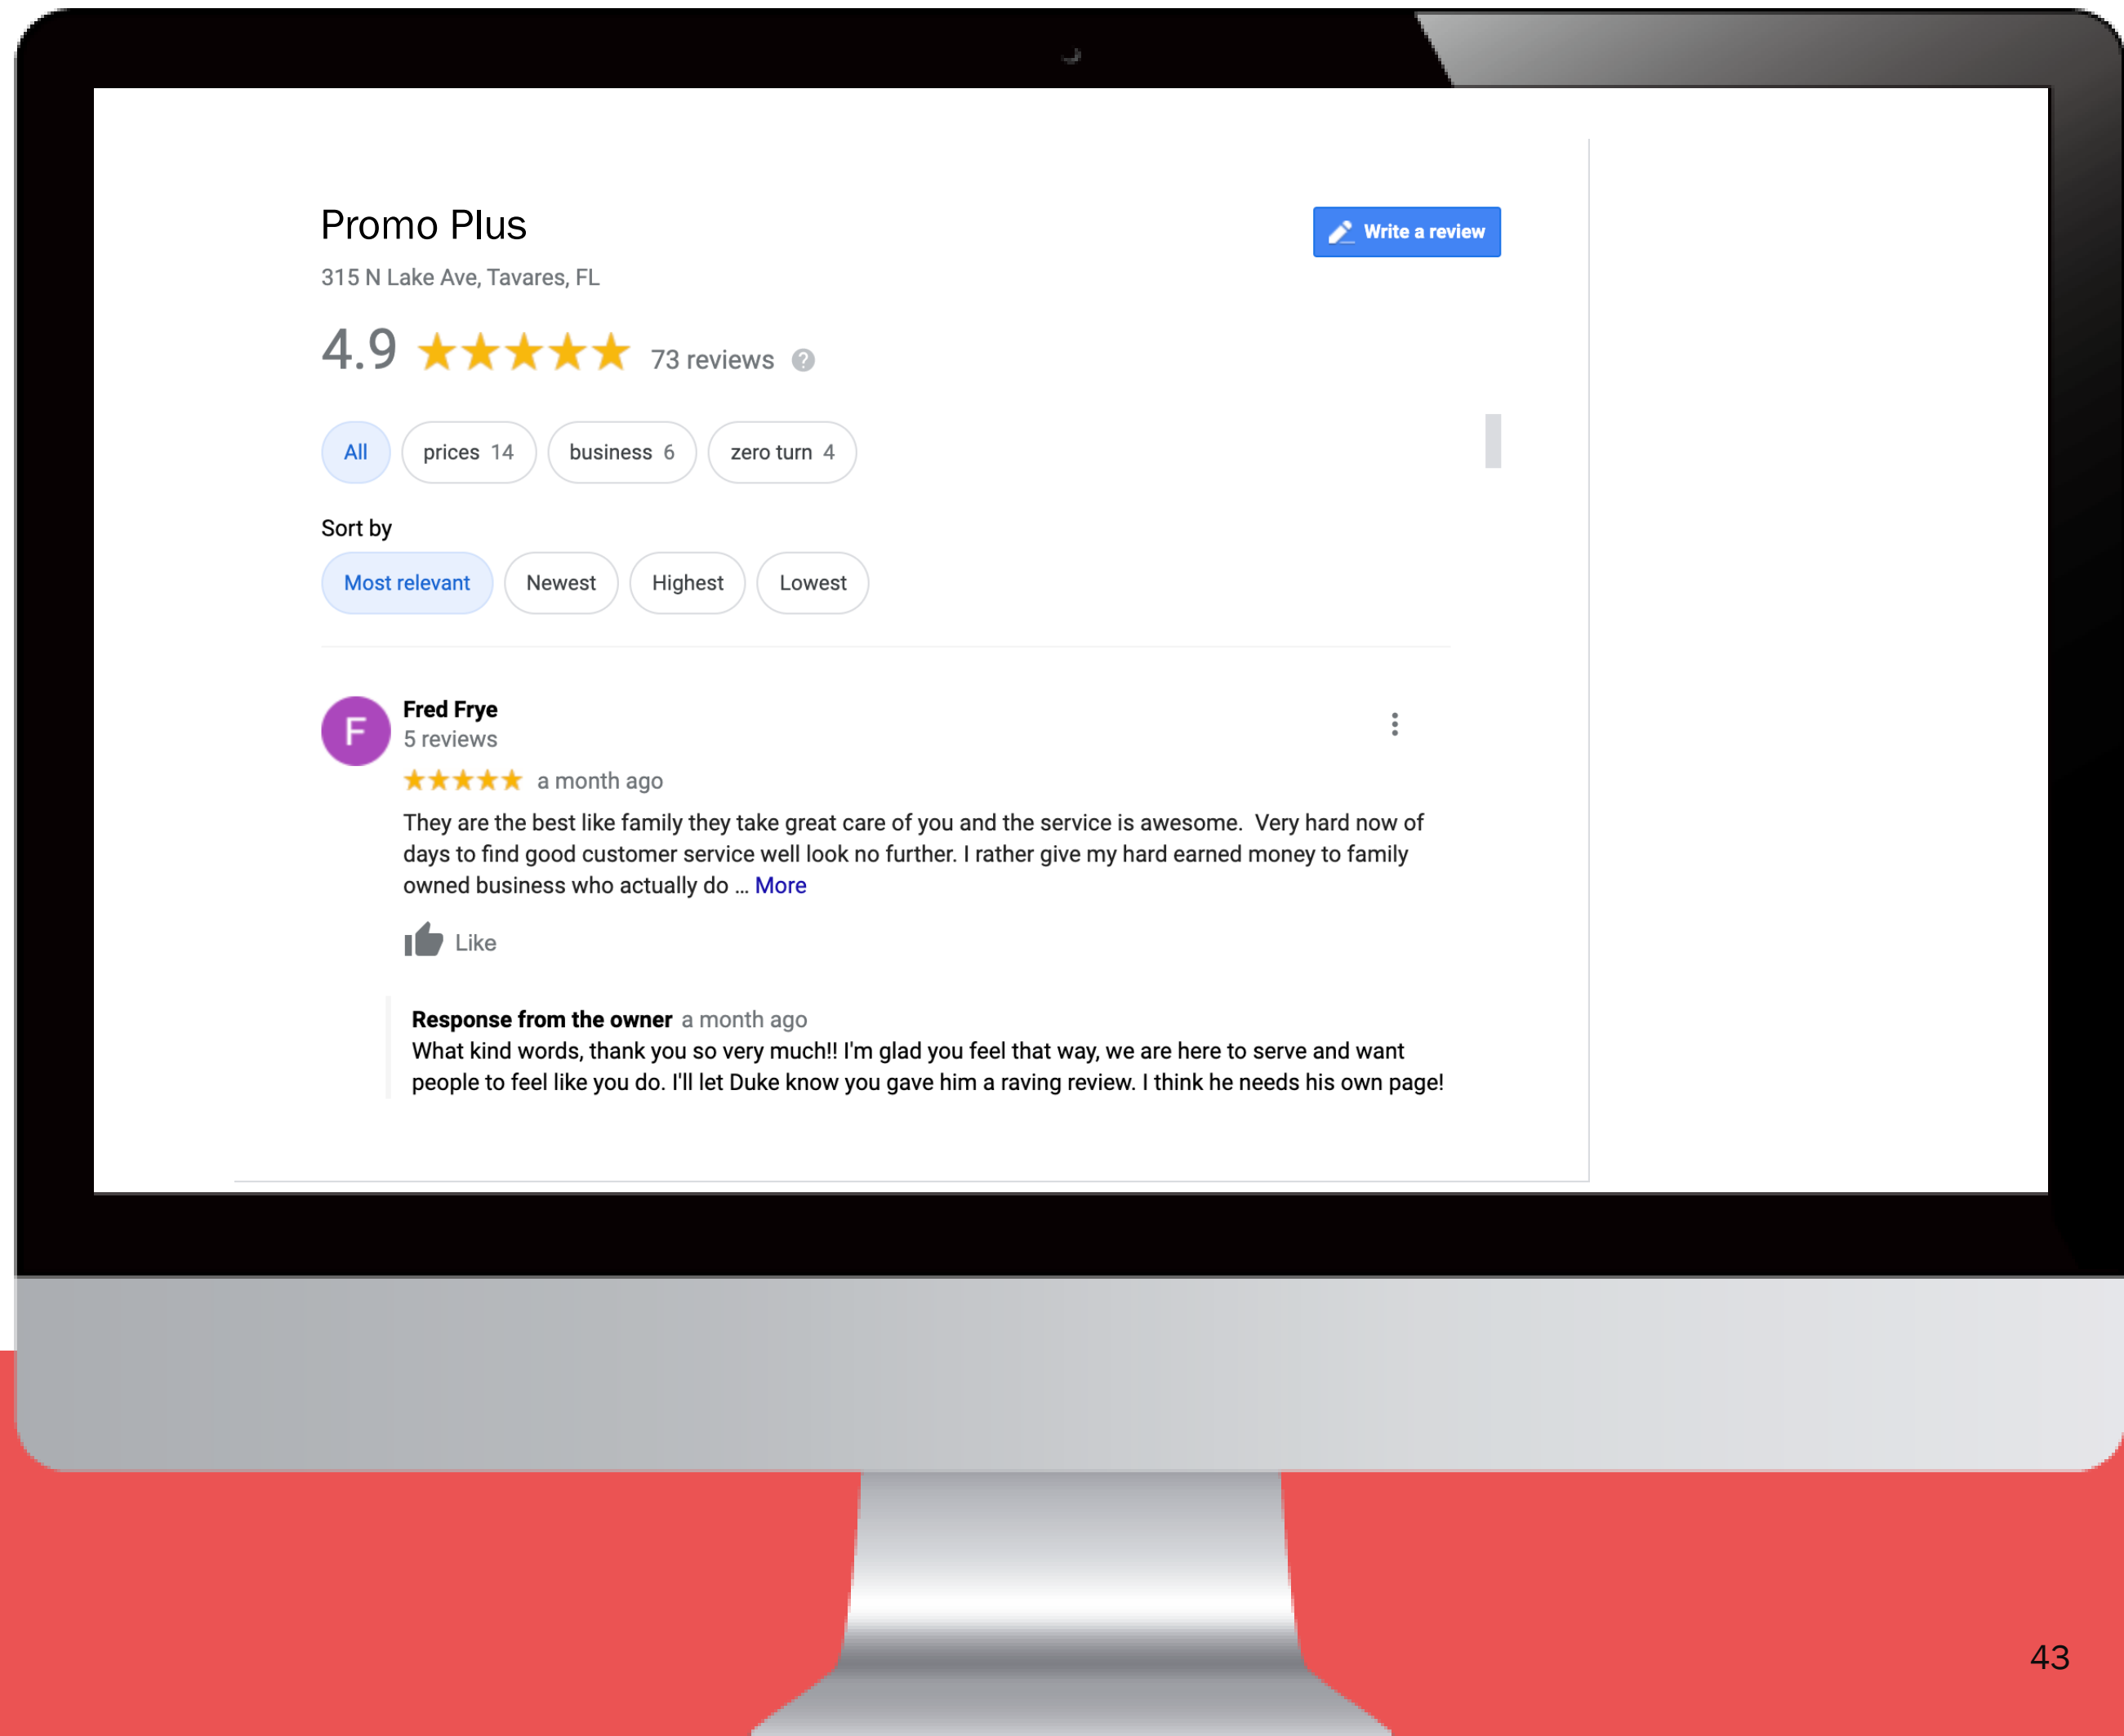 Promo Plus
Write a review
315 N Lake Ave, Tavares, FL
4.9 73 reviews ?
All prices 14 business 6 zero turn 4
Sort by
Most relevant Newest Highest Lowest
F
Fred Frye
5 reviews
a month ago
They are the best like family they take great care of you and the service is awesome.  Very hard now of
days to find good customer service well look no further. I rather give my hard earned money to family
owned business who actually do ... More
Like
Response from the owner a month ago
What kind words, thank you so very much!! I'm glad you feel that way, we are here to serve and want
people to feel like you do. I'll let Duke know you gave him a raving review. I think he needs his own page!
43